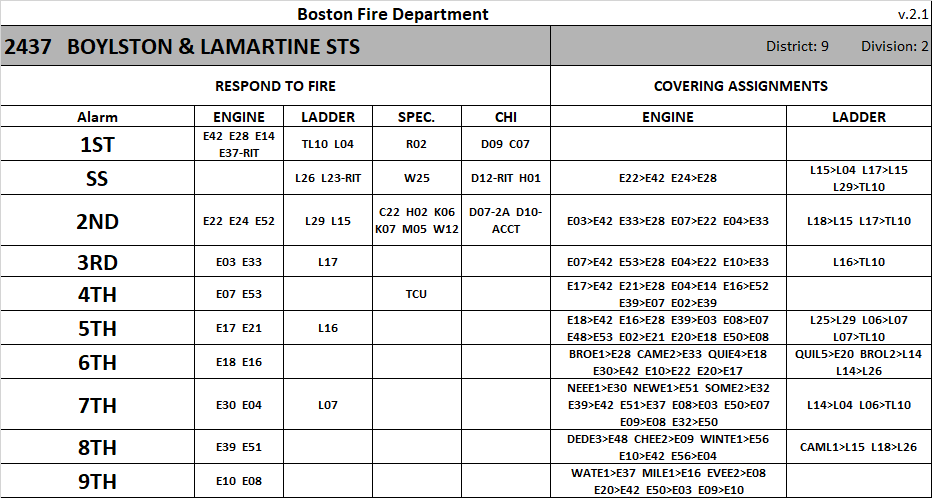 Boston Fire Department v.2.1
2437 BOYLSTON & LAMARTINE STS District: 9 Division: 2
RESPOND TO FIRE COVERING ASSIGNMENTS
Alarm ENGINE LADDER SPEC. CHI ENGINE LADDER
1ST E42 E28 E14 E37-RIT TL10 L04 R02 D09 C07
SS L26 L23-RIT W25 D12-RIT H01 E22>E42 E24>E28 L15>L04 L17>L15 L29>TL10
2ND E22 E24 E52 L29 L15 C22 H02 K06 K07 M05 W12 D07-2A D10-ACCT E03>E42 E33>E28 E07>E22 E04>E33 L18>L15 L17>TL10
3RD E03 E33 L17 E07>E42 E53>E28 E04>E22 E10>E33 L16>TL10
4TH E07 E53 TCU E17>E42 E21>E28 E04>E14 E16>E52 E39>E07 E02>E39
5TH E17 E21 L16 E18>E42 E16>E28 E39>E03 E08>E07 E48>E53 E02>E21 E20>E18 E50>E08 L25>L29 L06>L07 L07>TL10
6TH E18 E16 BROE1>E28 CAME2>E33 QUIE4>E18 E30>E42 E10>E22 E20>E17 QUIL5>E20 BROL2>L14 L14>L26
7TH E30 E04 L07 NEEE1>E30 NEWE1>E51 SOME2>E32 E39>E42 E51>E37 E08>E03 E50>E07 E09>E08 E32>E50 L14>L04 L06>TL10
8TH E39 E51 DEDE3>E48 CHEE2>E09 WINTE1>E56 E10>E42 E56>E04 CAML1>L15 L18>L26
9TH E10 E08 WATE1>E37 MILE1>E16 EVEE2>E08 E20>E42 E50>E03 E09>E10